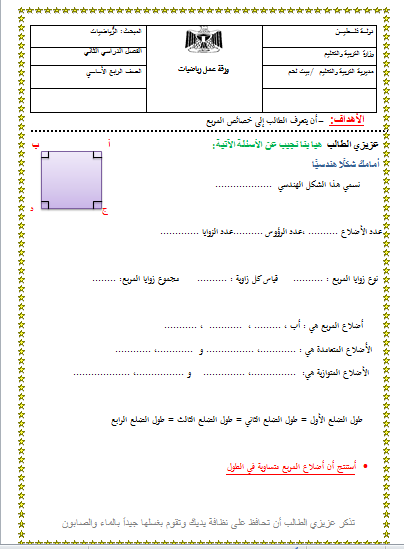 دولة فلسطين
وزارة التربية والتعليم
مديرية التربية والتعليم / بيت لحم
ورقة عمل رياضيات
المبحث: الرياضيات
الفصل الدراسي الثاني
الصف الرابع الأساسي
الأهداف: – أن يتعرف الطالب إلى خصائص المربع
عزيزي الطالب هيا بنا نجيب عن الأسئلة الآتية:
أمامك شكلًا هندسيًا
نسمي هذا الشكل الهندسي ...................
أ
ب
ج
د
عدد الأضلاع .......... ،عدد الرؤوس ..........عدد الزوايا .............
نوع زوايا المربع : .......... قياس كل زاوية : .......... مجموع زوايا المربع: ........
أضلاع المربع هي : أب ، ......... ، ........... ، ...........
الأضلاع المتعامدة هي : ............، ............. و .............، ............
الأضلاع المتوازية هي: ...............، .............. و ...............، ...................
طول الضلع الأول = طول الضلع الثاني = طول الضلع الثالث = طول الضلع الرابع
أستنتج أن أضلاع المربع متساوية في الطول
تذكر عزيزي الطالب أن تحافظ على نظافة يديك وتقوم بغسلها جيداً بالماء والصابون